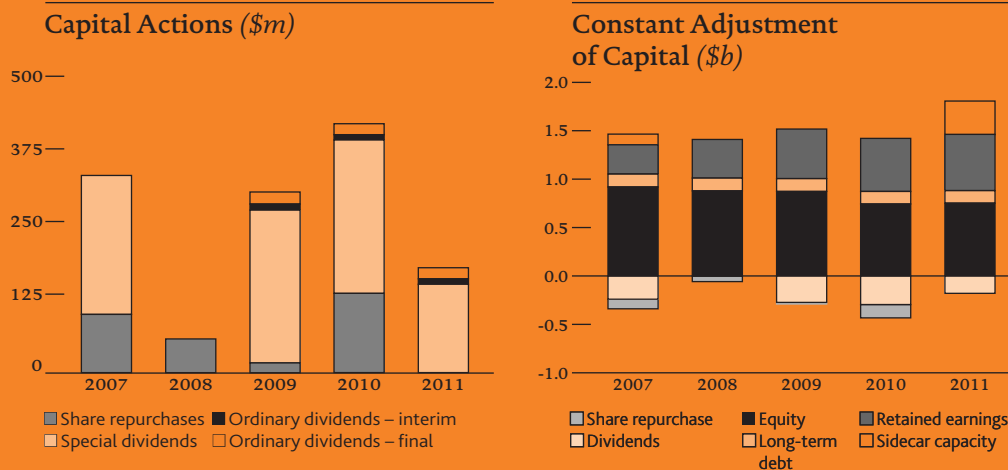 Capital Actions ($m)
500
375
250
125
0
2007 2008 2009 2010 2011
Share repurchases Ordinary dividends – interim
Special dividends Ordinary dividends – final
Constant Adjustment
of Capital ($b)
2.0
1.5
1.0
0.5
0.0
-0.5
-1.0
2007 2008 2009 2010 2011
Share repurchase Equity Retained earnings
Dividends Long-term Sidecar capacity
debt